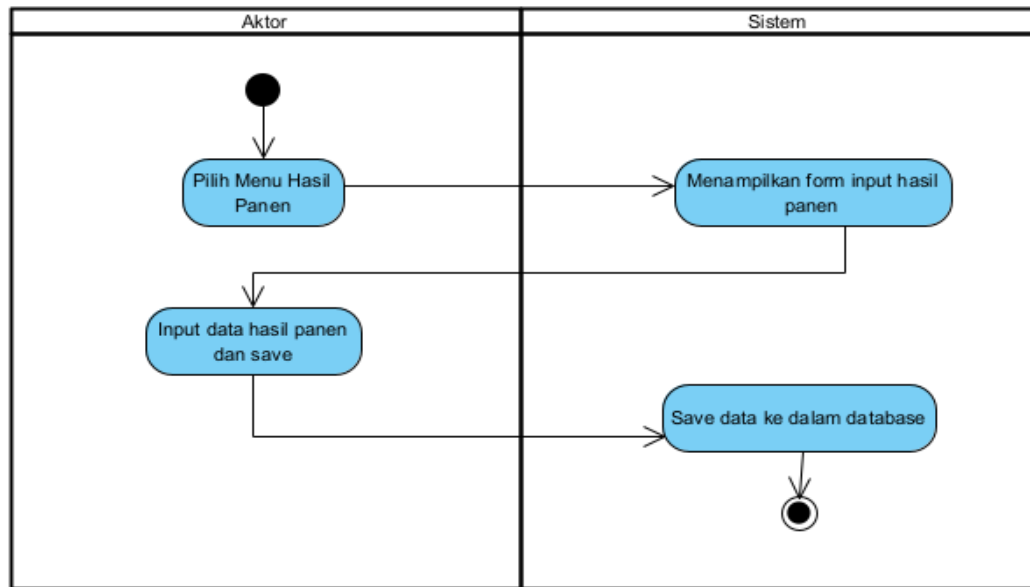 Aktor
Sistem
Pilih Menu Hasil
Panen
Menampilkan form input hasil
panen
Input data hasil panen
dan save
Save data ke dalam database